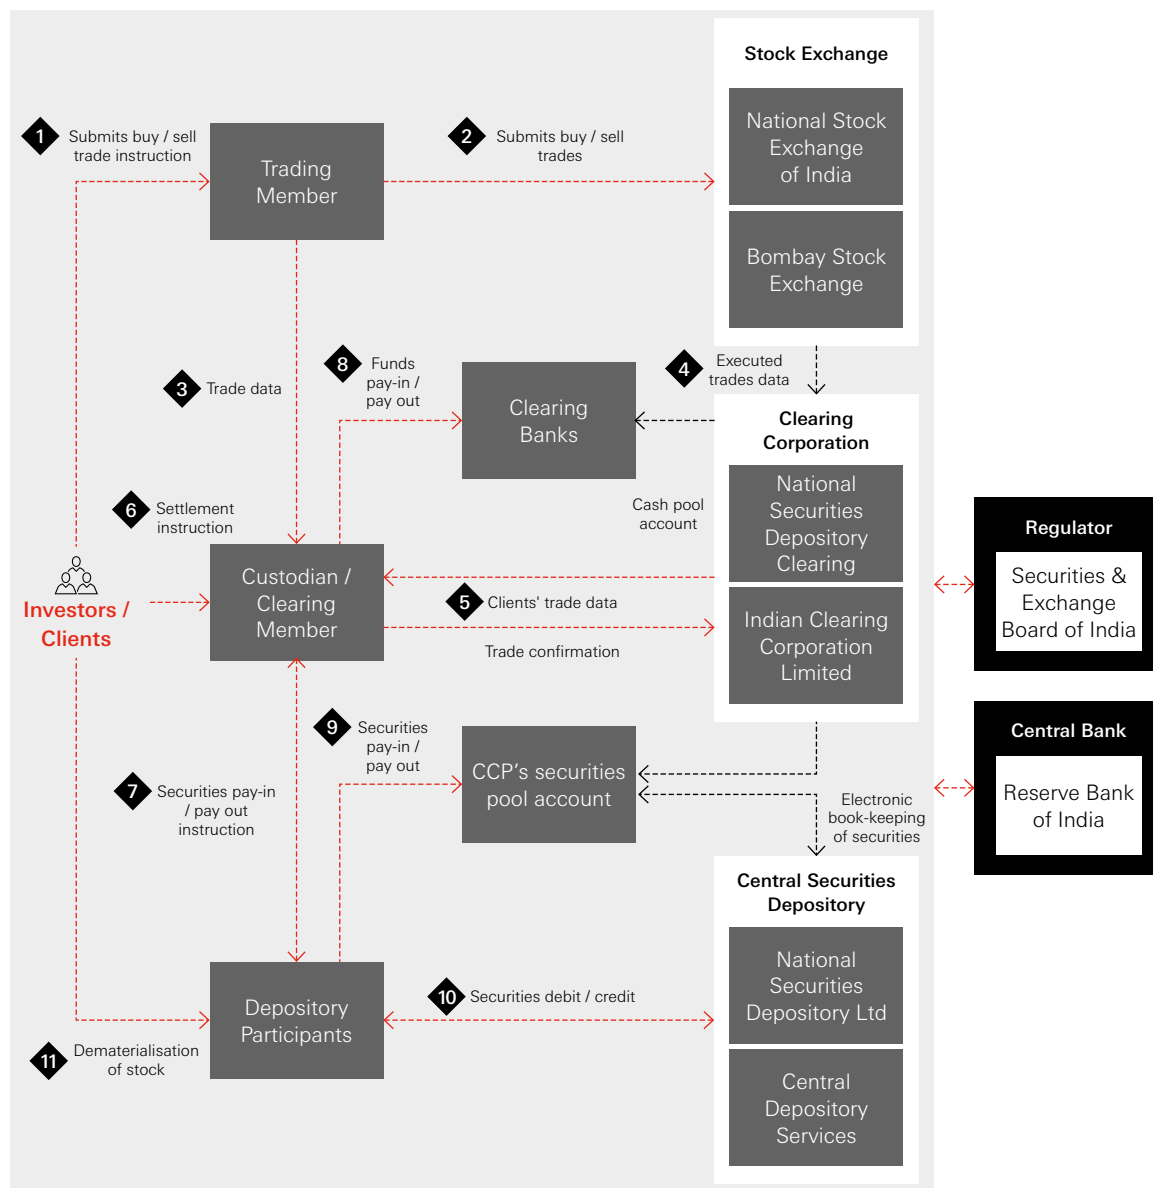 Stock Exchange
National Stock
Exchange
of India
Bombay Stock
Exchange
1
Submits buy / sell
trade instruction
Trading
Member
2
Submits buy / sell
trades
3
Trade data
8
Funds
pay-in /
pay out
Clearing
Banks
4
Executed
trades data
Clearing
Corporation
National
Securities
Depository
Clearing
Indian Clearing
Corporation
Limited
Cash pool
account
6
Settlement
instruction
Investors /
Clients
Custodian /
Clearing
Member
5
Clients' trade data
Trade confirmation
Regulator
Securities &
Exchange
Board of India
Central Bank
Reserve Bank
of India
9
Securities
pay-in /
pay out
7
Securities pay-in
/ pay out
instruction
CCP's securities
pool account
Electronic
book-keeping
of securities
Central Securities
Depository
National
Securities
Depository Ltd
Central
Depository
Services
Depository
Participants
10
Securities debit / credit
11
Dematerialisation
of stock